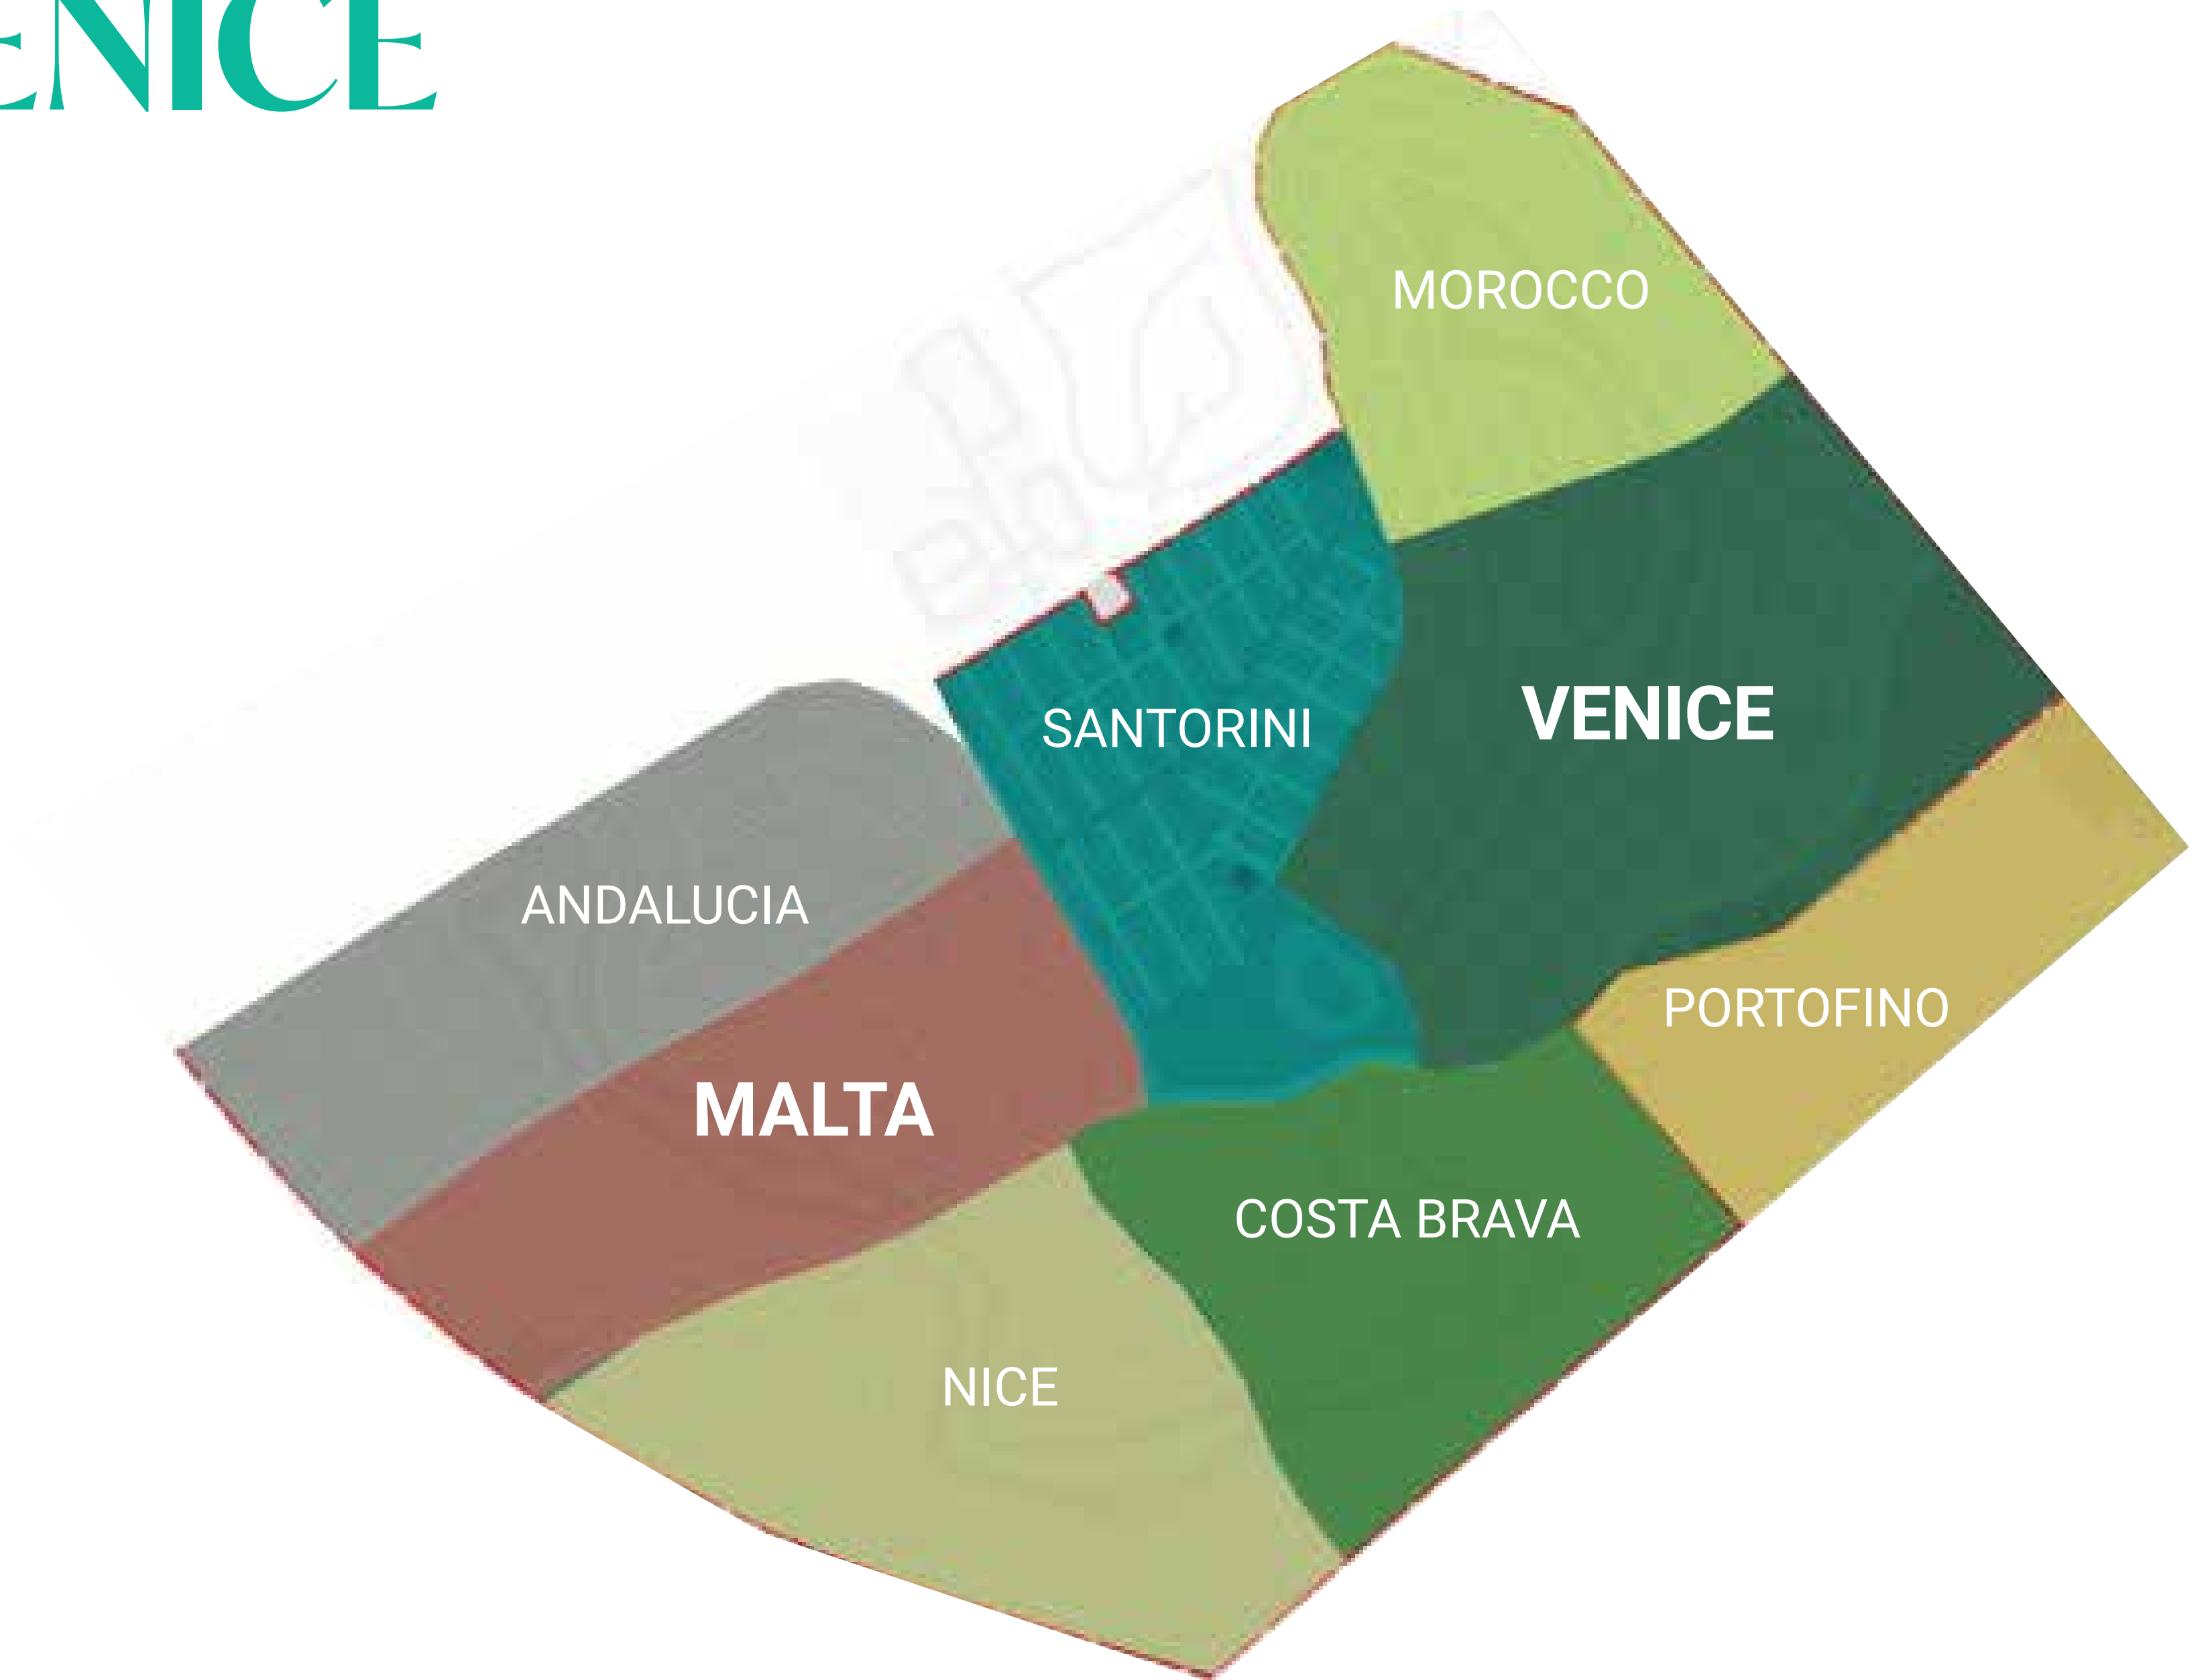 ENICE
MOROCCO
VENICE
SANTORINI
ANDALUCIA
PORTOFINO
MALTA
COSTA BRAVA
NICE